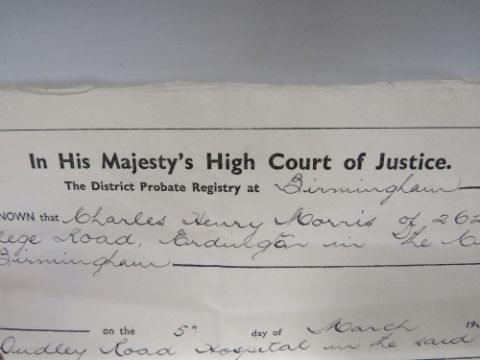 In His Majesty's High Court of Justice.
The District Probate Registry at Birmingham
NOWN that Charles Henry Morris of 262
lege Road, Erdington in The C
Birmingham
on the 5th day of March 19
Dudley Road Hospital in the said